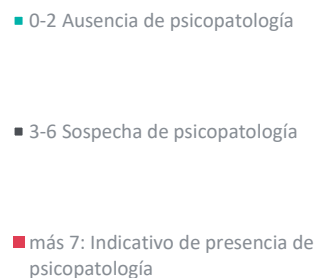 0-2 Ausencia de psicopatología
3-6 Sospecha de psicopatología
más 7: Indicativo de presencia de
psicopatología